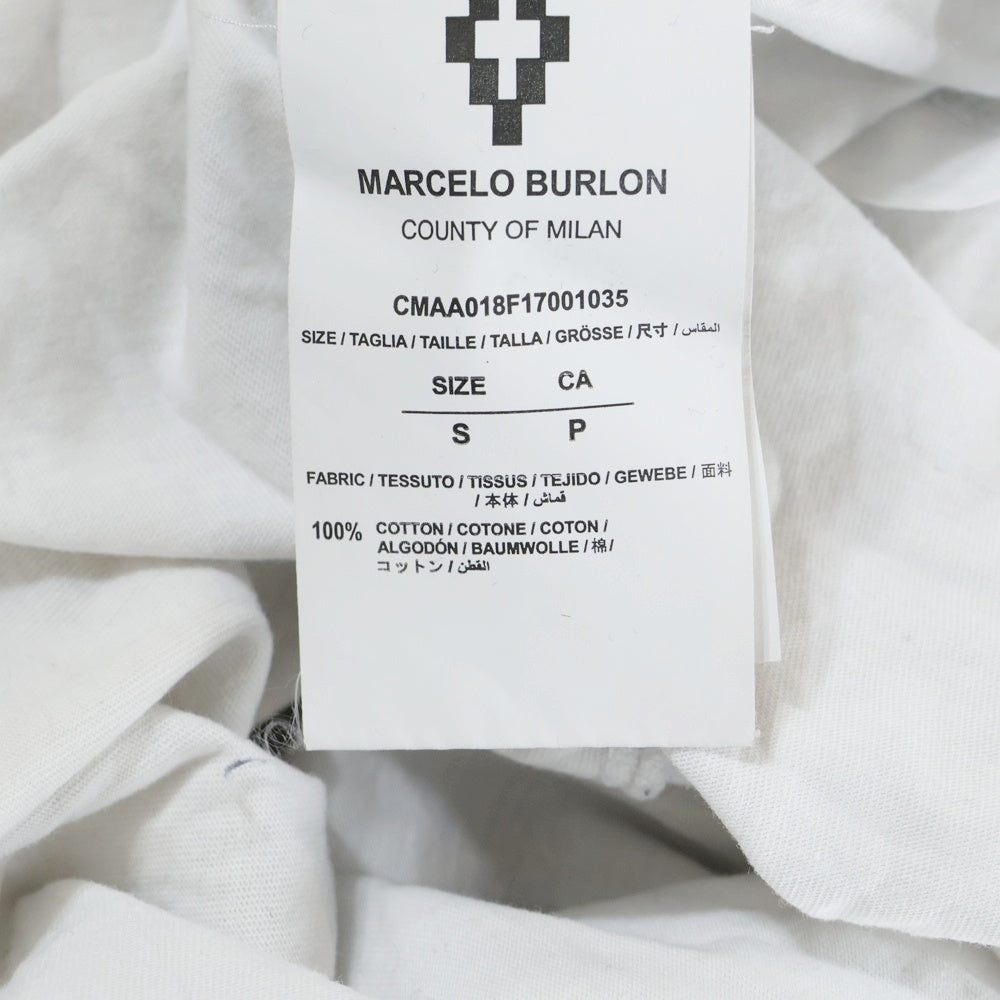 MARCELO BURLON
COUNTY OF MILAN
CMAA018F17001035
SIZE / TAGLIA / TAILLE / TALLA / GRÖSSE / 尺寸 / المقاس
SIZE CA
S P
FABRIC / TESSUTO / TISSUS / TEJIDO / GEWEBE / 面料
/ 本体 / قماش
100% COTTON / COTONE / COTON /
ALGODÓN / BAUMWOLLE / 棉 /
コットン / القطن